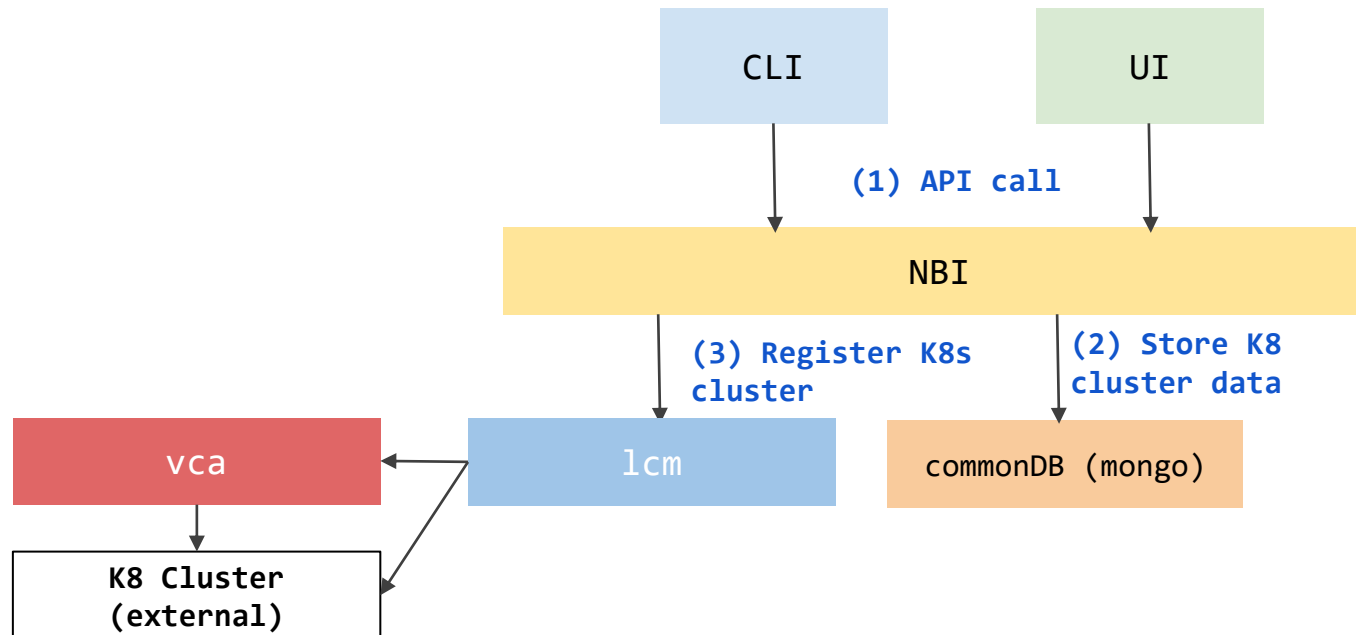 CLI
UI
(1) API call
NBI
(3) Register K8s
cluster
(2) Store K8
cluster data
vca
lcm
commonDB (mongo)
K8 Cluster
(external)